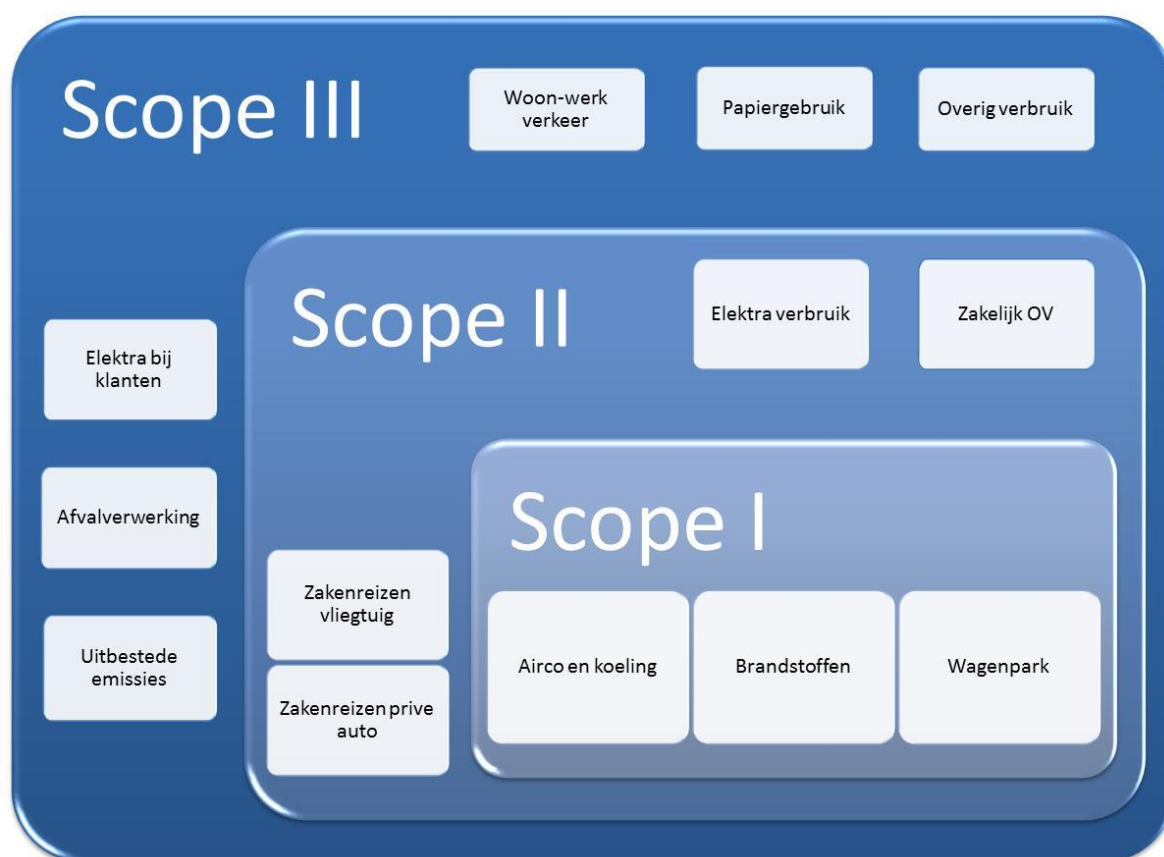 Scope III
Woon-werk
verkeer
Papiergebruik
Overig verbruik
Scope II
Elektra verbruik
Zakelijk OV
Elektra bij
klanten
Afvalverwerking
Uitbestede
emissies
Scope I
Zakenreizen
vliegtuig
Zakenreizen prive
auto
Airco en koeling
Brandstoffen
Wagenpark